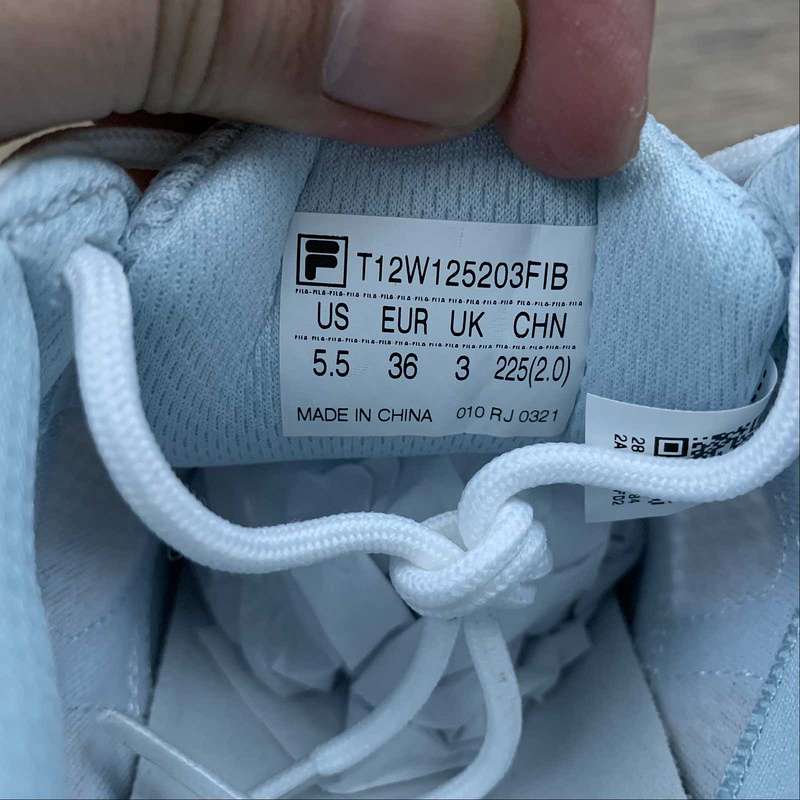 F T12W125203FIB
FILA-FILA-FILA-FILA-FILA-FILA-FILA-FILA-FILA-FILA-FILA
US EUR UK CHN
5.5 36 3 225(2.0)
MADE IN CHINA 010 RJ 0321